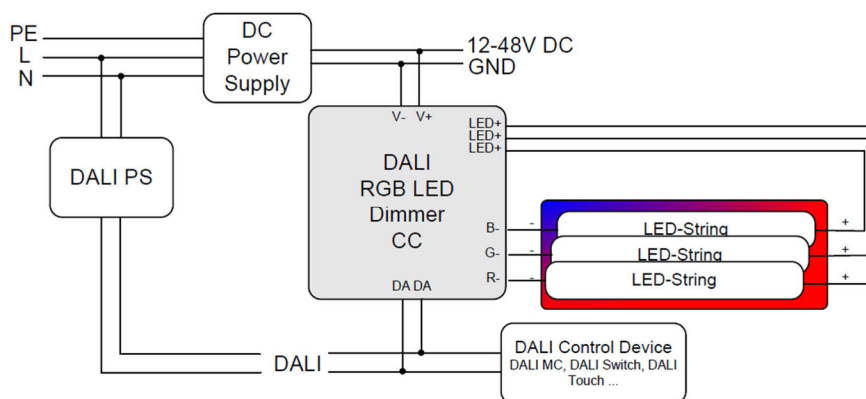 PE
L
N
DC
Power
Supply
12-48V DC
GND
V- V+
LED+
LED+
LED+
DALI PS
DALI
RGB LED
Dimmer
CC
B-
G-
R-
- LED-String +
- LED-String +
- LED-String +
DA DA
DALI
DALI Control Device
DALI MC, DALI Switch, DALI
Touch ...